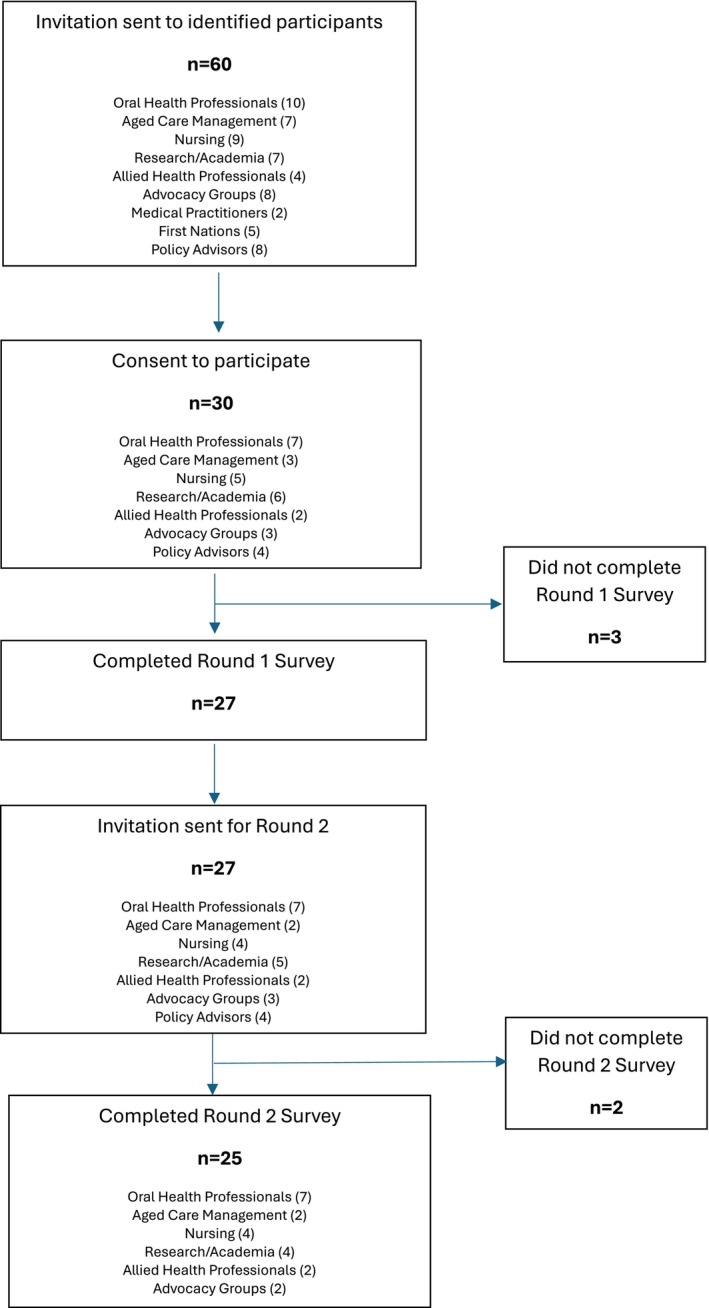 Invitation sent to identified participants
n=60
Oral Health Professionals (10)
Aged Care Management (7)
Nursing (9)
Research/Academia (7)
Allied Health Professionals (4)
Advocacy Groups (8)
Medical Practitioners (2)
First Nations (5)
Policy Advisors (8)
Consent to participate
n=30
Oral Health Professionals (7)
Aged Care Management (3)
Nursing (5)
Research/Academia (6)
Allied Health Professionals (2)
Advocacy Groups (3)
Policy Advisors (4)
Did not complete
Round 1 Survey
n=3
Completed Round 1 Survey
n=27
Invitation sent for Round 2
n=27
Oral Health Professionals (7)
Aged Care Management (2)
Nursing (4)
Research/Academia (5)
Allied Health Professionals (2)
Advocacy Groups (3)
Policy Advisors (4)
Did not complete
Round 2 Survey
n=2
Completed Round 2 Survey
n=25
Oral Health Professionals (7)
Aged Care Management (2)
Nursing (4)
Research/Academia (4)
Allied Health Professionals (2)
Advocacy Groups (2)